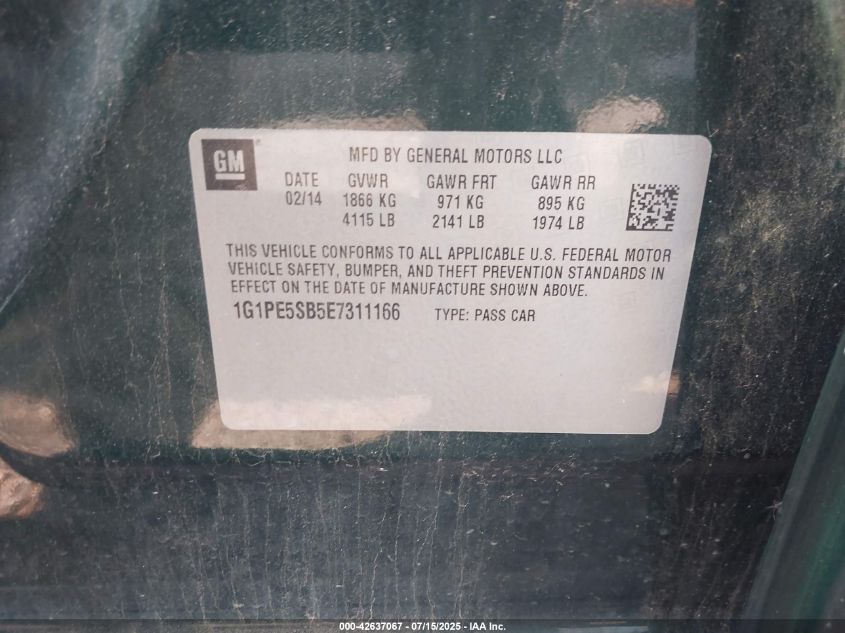 GM
MFD BY GENERAL MOTORS LLC
DATE GVWR GAWR FRT GAWR RR
02/14 1866 KG 971 KG 895 KG
4115 LB 2141 LB 1974 LB
THIS VEHICLE CONFORMS TO ALL APPLICABLE U.S. FEDERAL MOTOR
VEHICLE SAFETY, BUMPER, AND THEFT PREVENTION STANDARDS IN
EFFECT ON THE DATE OF MANUFACTURE SHOWN ABOVE.
1G1PE5SB5E7311166 TYPE: PASS CAR
000-42637067 - 07/15/2025 - IAA Inc.